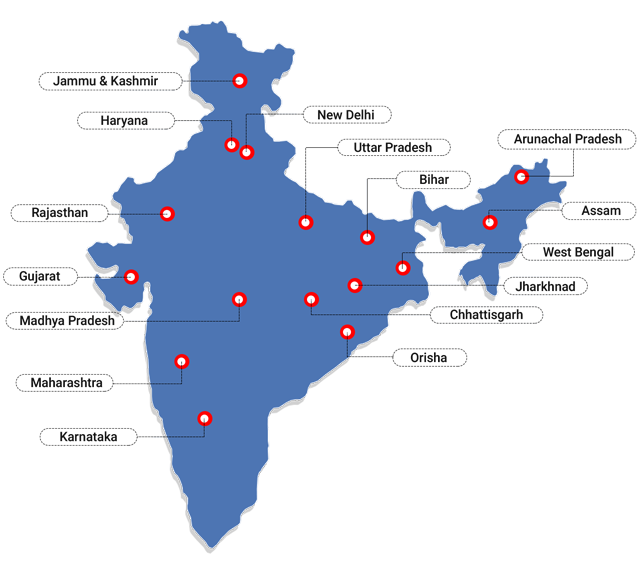 Jammu & Kashmir
Haryana
New Delhi
Arunachal Pradesh
Uttar Pradesh
Bihar
Rajasthan
Assam
West Bengal
Gujarat
Jharkhnad
Madhya Pradesh
Chhattisgarh
Orisha
Maharashtra
Karnataka